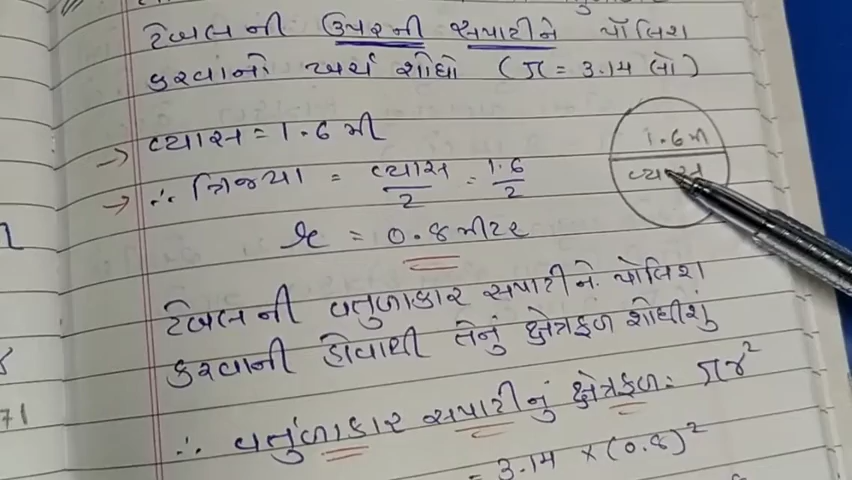 ટેબલની ઉપરની સપાટીને પૉલિશ
કરવાનો ખર્ચ શોધો (π = 3.14 લો)
→ વ્યાસ = 1.6 મી
1.6 મી
વ્યાસ
→ ∴ ત્રિજ્યા = વ્યાસ/2 = 1.6/2
r = 0.8 મીટર
ટેબલની વર્તુળાકાર સપાટીને પોલિશ
કરવાની હોવાથી તેનું ક્ષેત્રફળ શોધીશું
∴ વર્તુળાકાર સપાટીનું ક્ષેત્રફળ = πr²
= 3.14 × (0.8)²
71